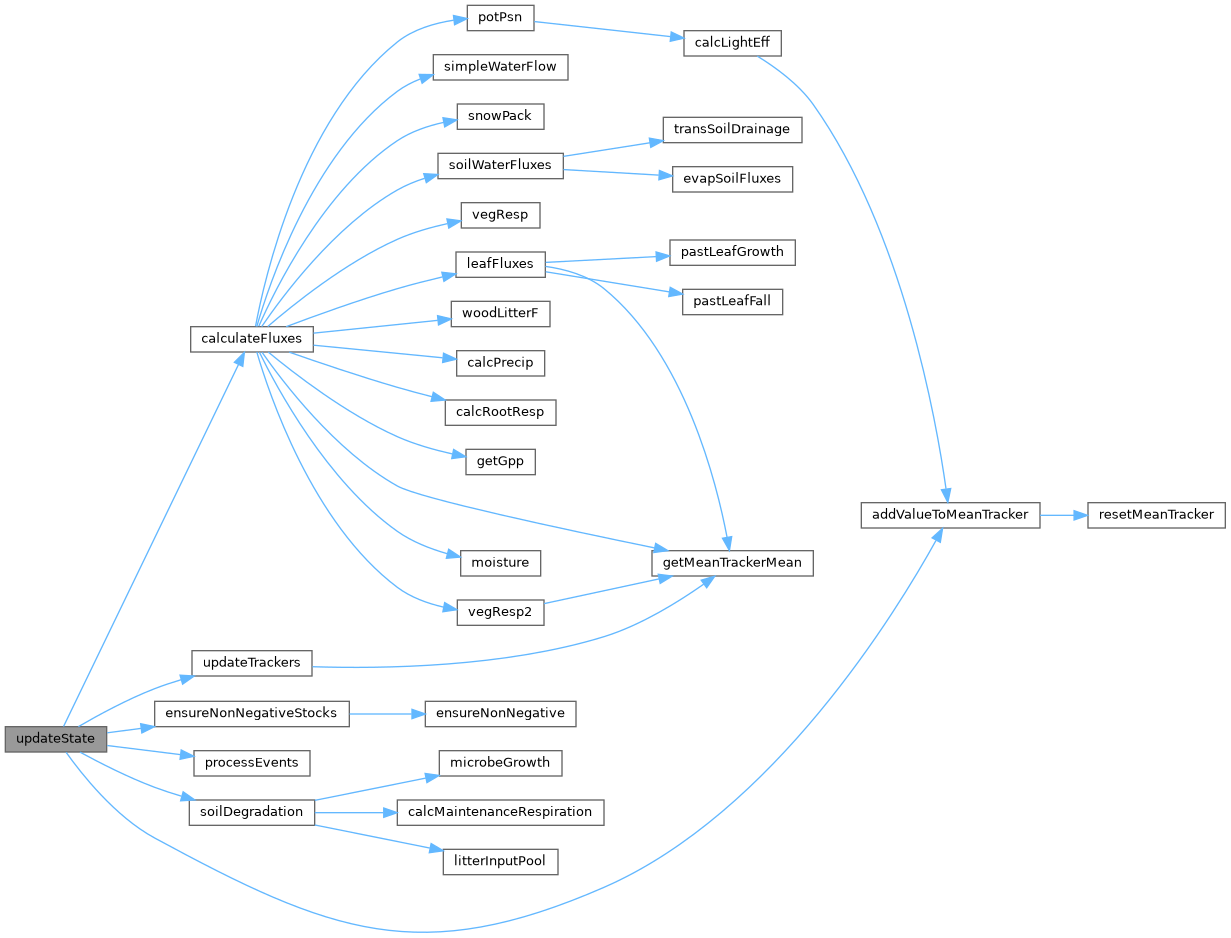 potPsn
calcLightEff
simpleWaterFlow
snowPack
transSoilDrainage
soilWaterFluxes
evapSoilFluxes
vegResp
pastLeafGrowth
leafFluxes
pastLeafFall
woodLitterF
calculateFluxes
calcPrecip
calcRootResp
getGpp
addValueToMeanTracker
resetMeanTracker
moisture
getMeanTrackerMean
vegResp2
updateTrackers
ensureNonNegativeStocks
ensureNonNegative
updateState
processEvents
microbeGrowth
soilDegradation
calcMaintenanceRespiration
litterInputPool